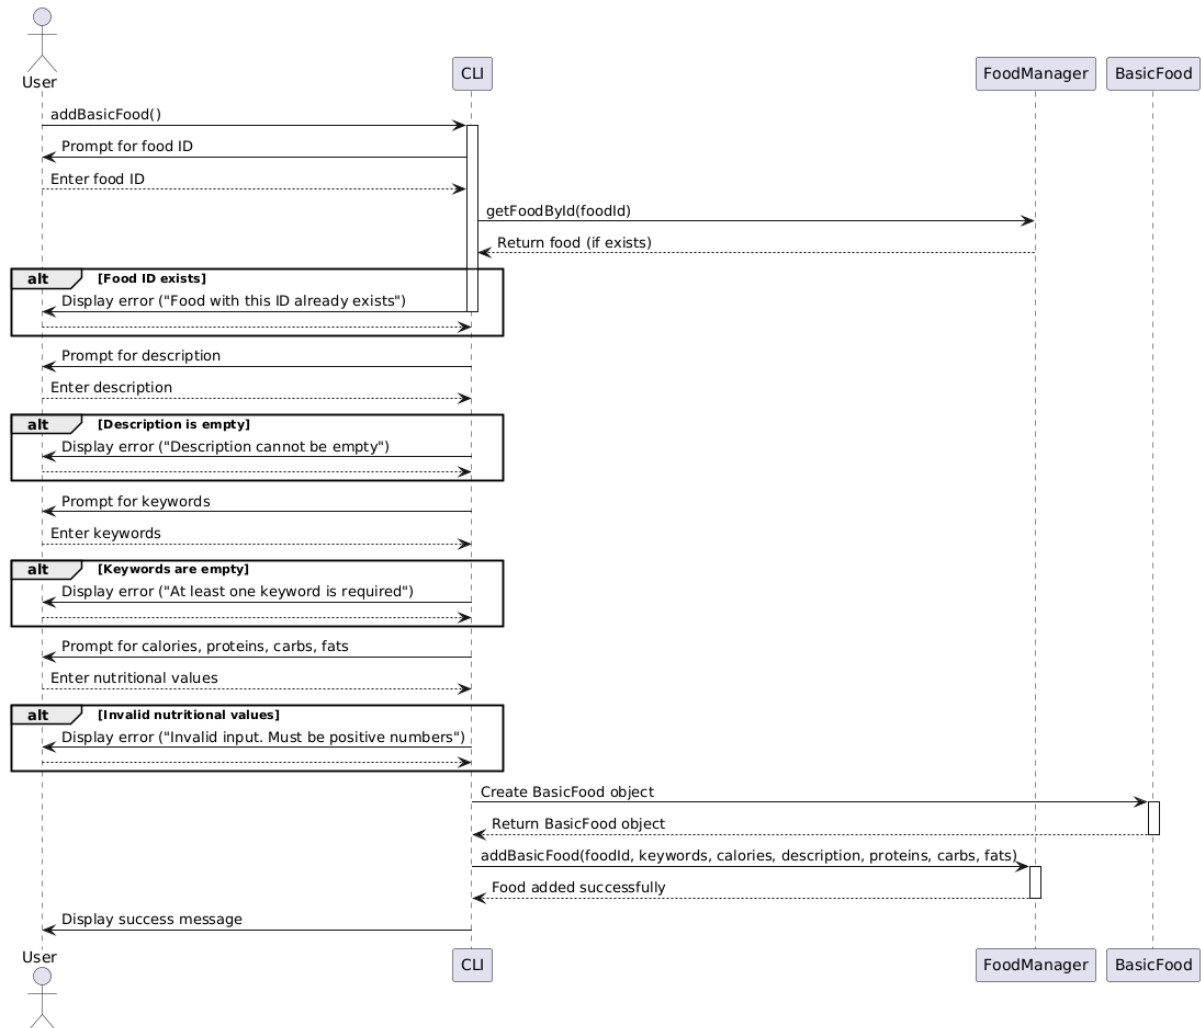 User
CLI
FoodManager
BasicFood
addBasicFood()
Prompt for food ID
Enter food ID
getFoodById(foodId)
Return food (if exists)
alt [Food ID exists]
Display error ("Food with this ID already exists")
Prompt for description
Enter description
alt [Description is empty]
Display error ("Description cannot be empty")
Prompt for keywords
Enter keywords
alt [Keywords are empty]
Display error ("At least one keyword is required")
Prompt for calories, proteins, carbs, fats
Enter nutritional values
alt [Invalid nutritional values]
Display error ("Invalid input. Must be positive numbers")
Create BasicFood object
Return BasicFood object
addBasicFood(foodId, keywords, calories, description, proteins, carbs, fats)
Food added successfully
Display success message
User
CLI
FoodManager
BasicFood